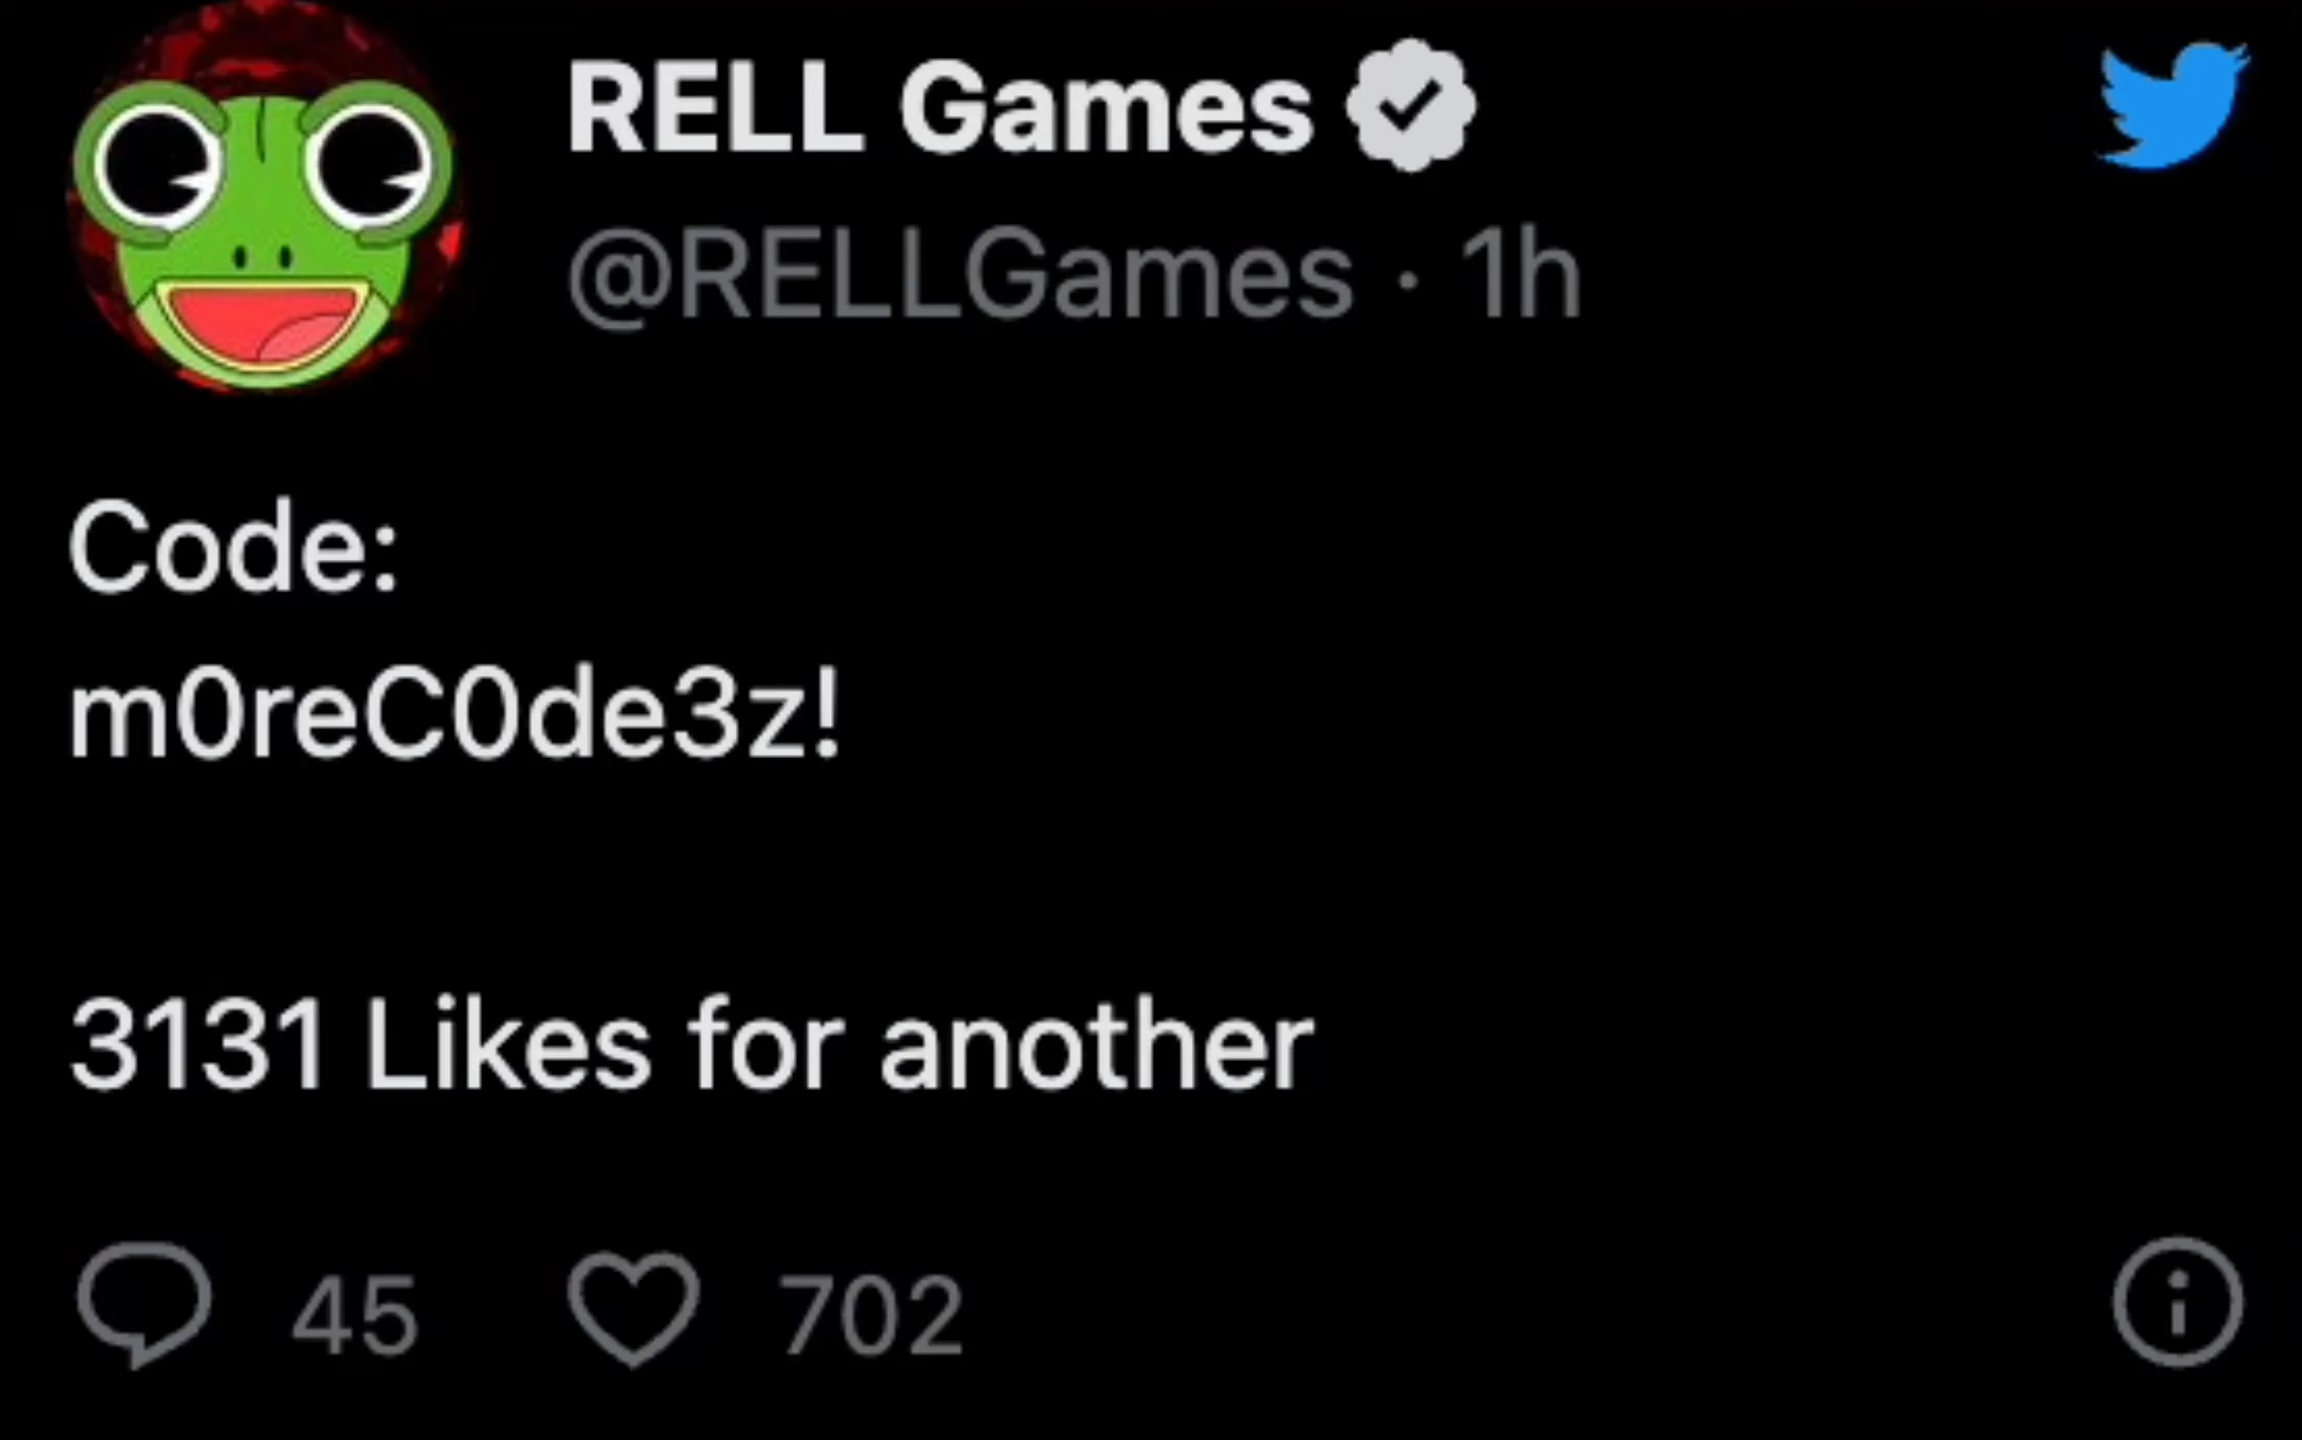 RELL Games
@RELLGames · 1h
Code:
m0reC0de3z!
3131 Likes for another
45 702